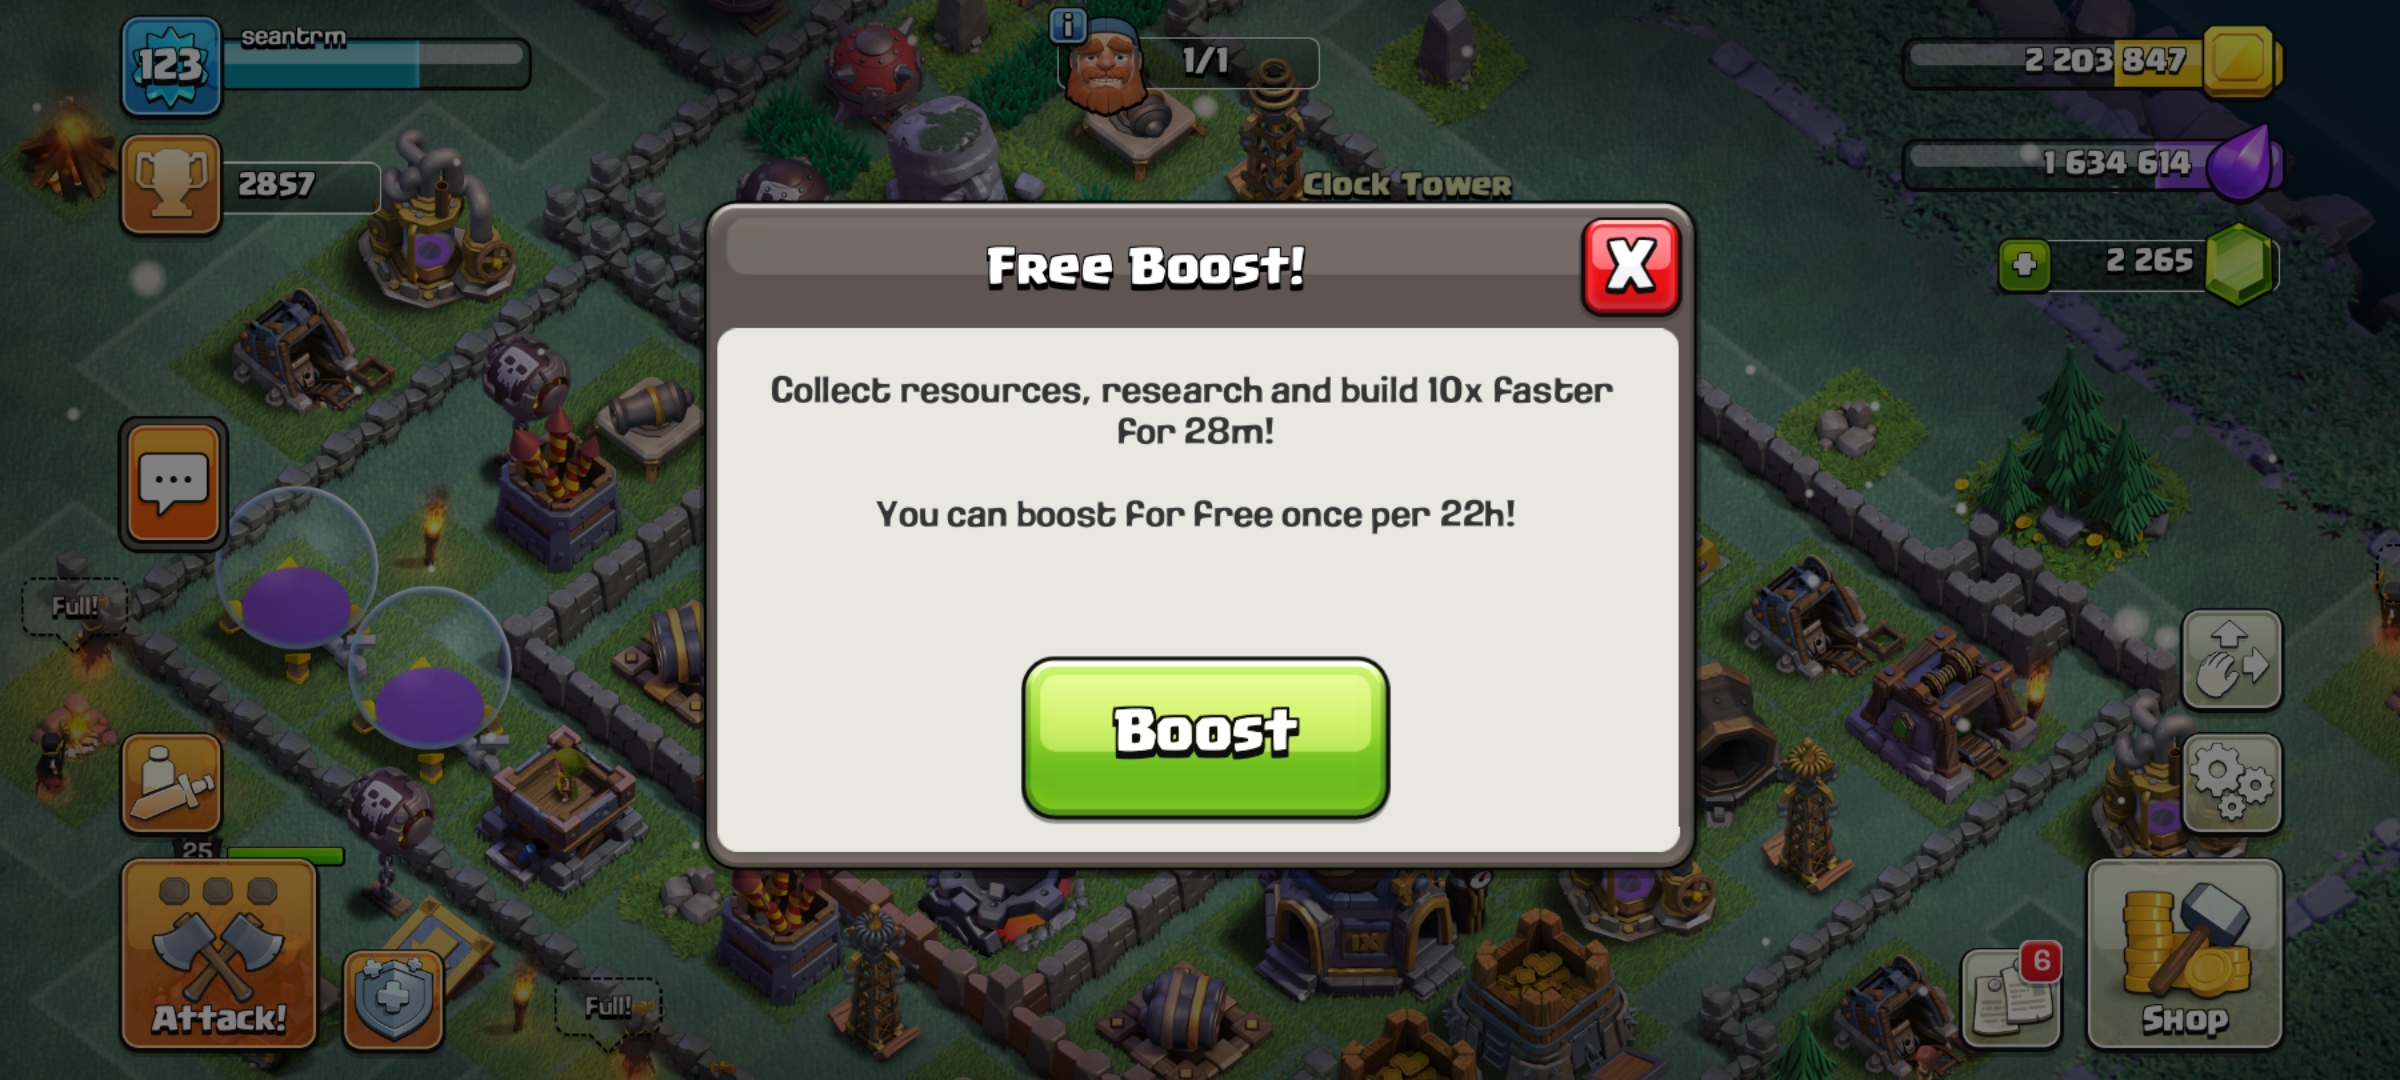 123
seantrm
1/1
2 203 847
2857
1 634 614
Clock Tower
2 265
Free Boost!
X
Collect resources, research and build 10x faster
for 28m!
You can boost for free once per 22h!
Full!
Boost
25
Attack!
Full!
IX
6
Shop